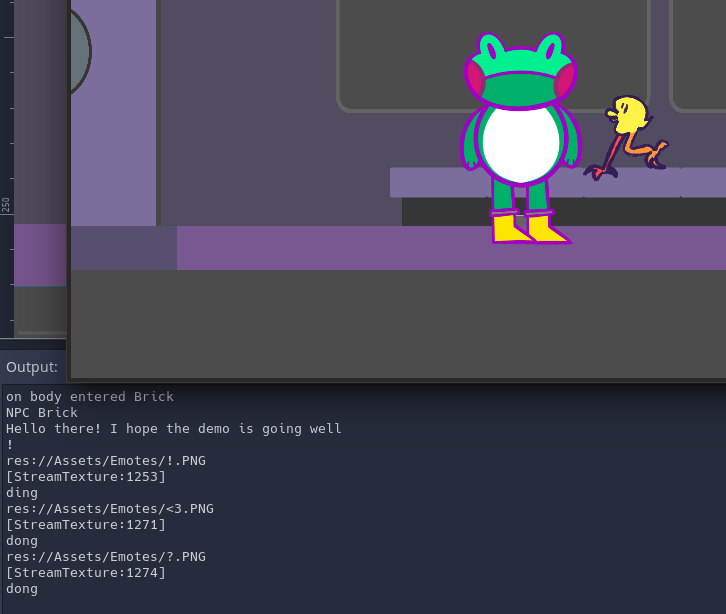 250
Output:
on body entered Brick
NPC Brick
Hello there! I hope the demo is going well
!
res://Assets/Emotes/!.PNG
[StreamTexture:1253]
ding
res://Assets/Emotes/<3.PNG
[StreamTexture:1271]
dong
res://Assets/Emotes/?.PNG
[StreamTexture:1274]
dong